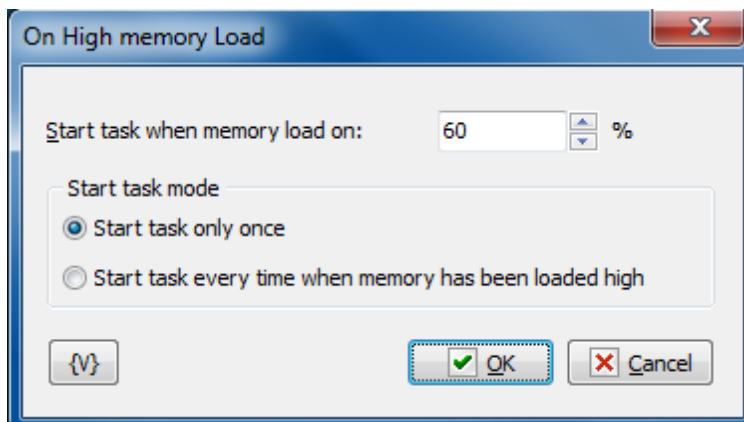 On High memory Load
Start task when memory load on: 60 %
Start task mode
Start task only once
Start task every time when memory has been loaded high
{V} OK Cancel